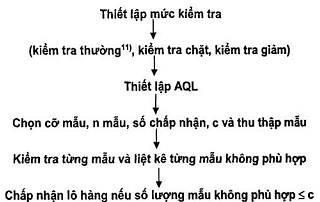 Thiết lập mức kiểm tra
(kiểm tra thường¹¹⁾, kiểm tra chặt, kiểm tra giảm)
Thiết lập AQL
Chọn cỡ mẫu, n mẫu, số chấp nhận, c và thu thập mẫu
Kiểm tra từng mẫu và liệt kê từng mẫu không phù hợp
Chấp nhận lô hàng nếu số lượng mẫu không phù hợp ≤ c